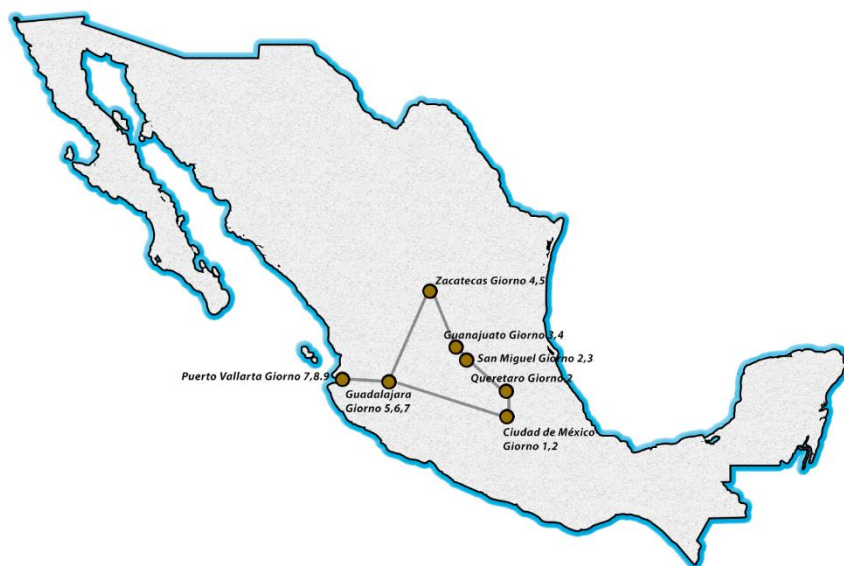 Zacatecas Giorno 4,5
Guanajuato Giorno 3,4
San Miguel Giorno 2,3
Puerto Vallarta Giorno 7,8.9
Queretaro Giorno 2
Guadalajara
Giorno 5,6,7
Ciudad de México
Giorno 1,2